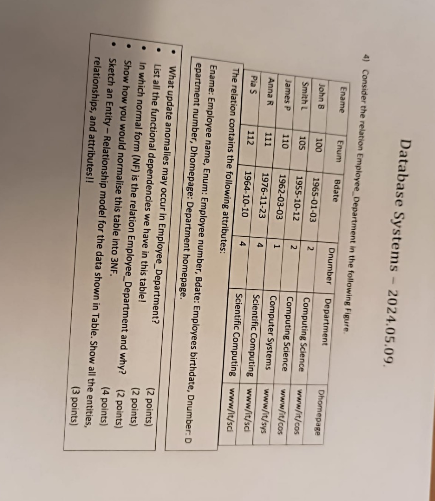 Database Systems – 2024.05.09.
4) Consider the relation Employee_Department in the following Figure.
Ename Enum Bdate Dnumber Department Dhomepage
John B 100 1965-01-03 2 Computing Science www/it/cos
Smith L 105 1955-10-12 2 Computing Science www/it/cos
James P 110 1962-03-03 1 Computer Systems www/it/sys
Anna R 111 1976-11-23 4 Scientific Computing www/it/sci
Pia S 112 1964-10-10 4 Scientific Computing www/it/sci
The relation contains the following attributes:
Ename: Employee name, Enum: Employee number, Bdate: Employees birthdate, Dnumber: D
epartment number, Dhomepage: Department homepage.
• What update anomalies may occur in Employee_Department? (2 points)
• List all the functional dependencies we have in this table! (2 points)
• In which normal form (NF) is the relation Employee_Department and why? (2 points)
• Show how you would normalise this table into 3NF. (4 points)
• Sketch an Entity – Relationship model for the data shown in Table. Show all the entities,
relationships, and attributes!! (3 points)